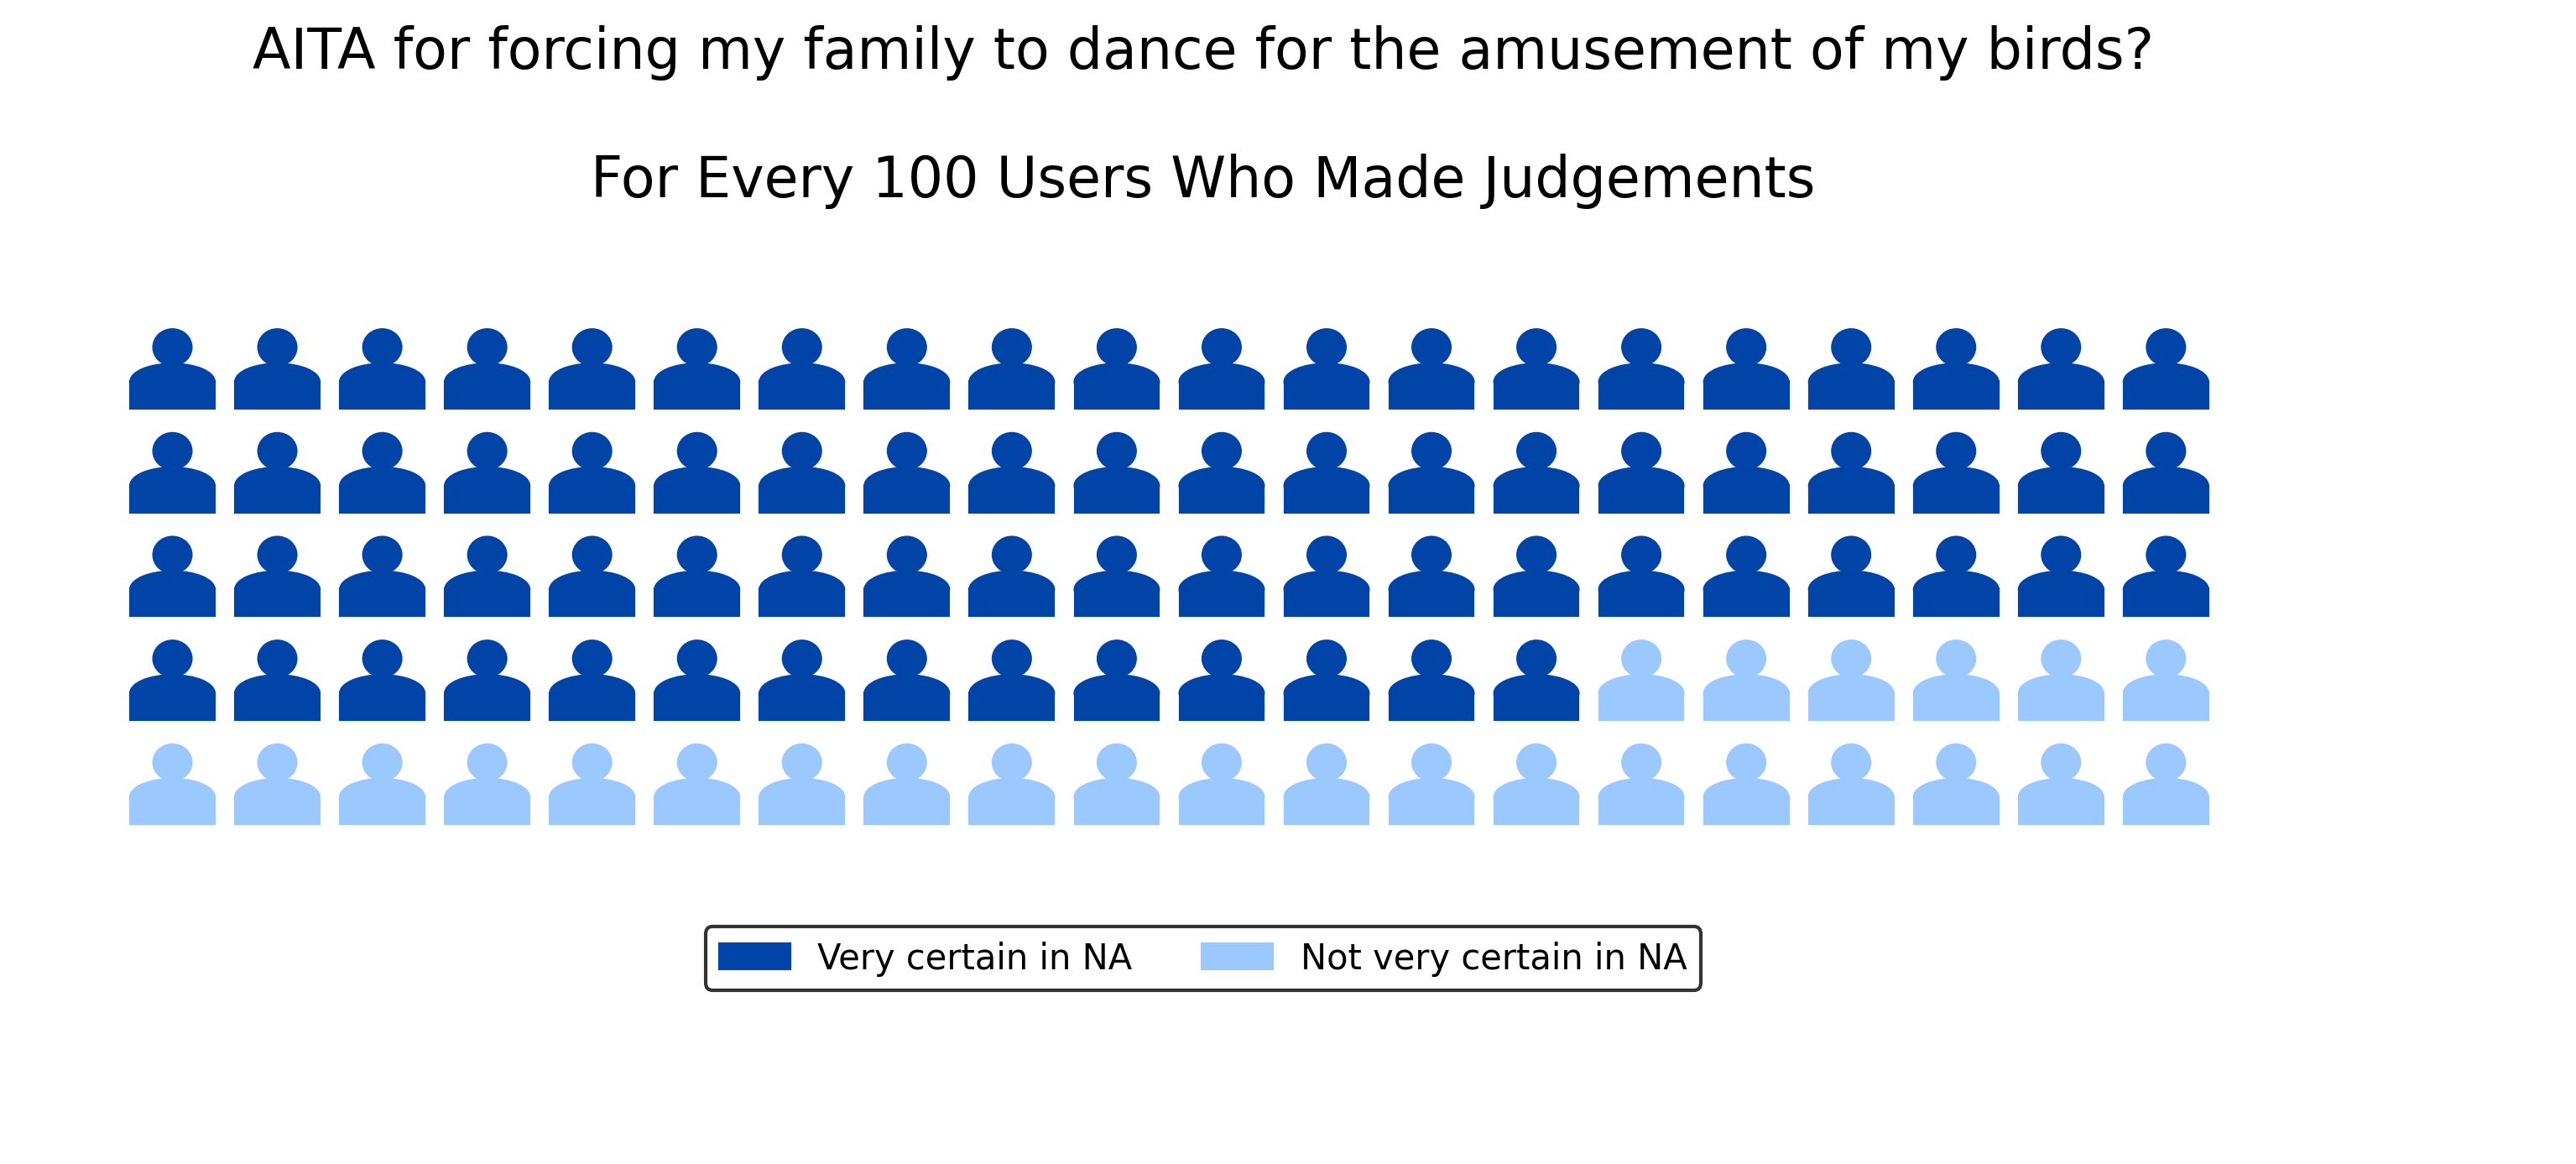 AITA for forcing my family to dance for the amusement of my birds?
For Every 100 Users Who Made Judgements
Very certain in NA
Not very certain in NA